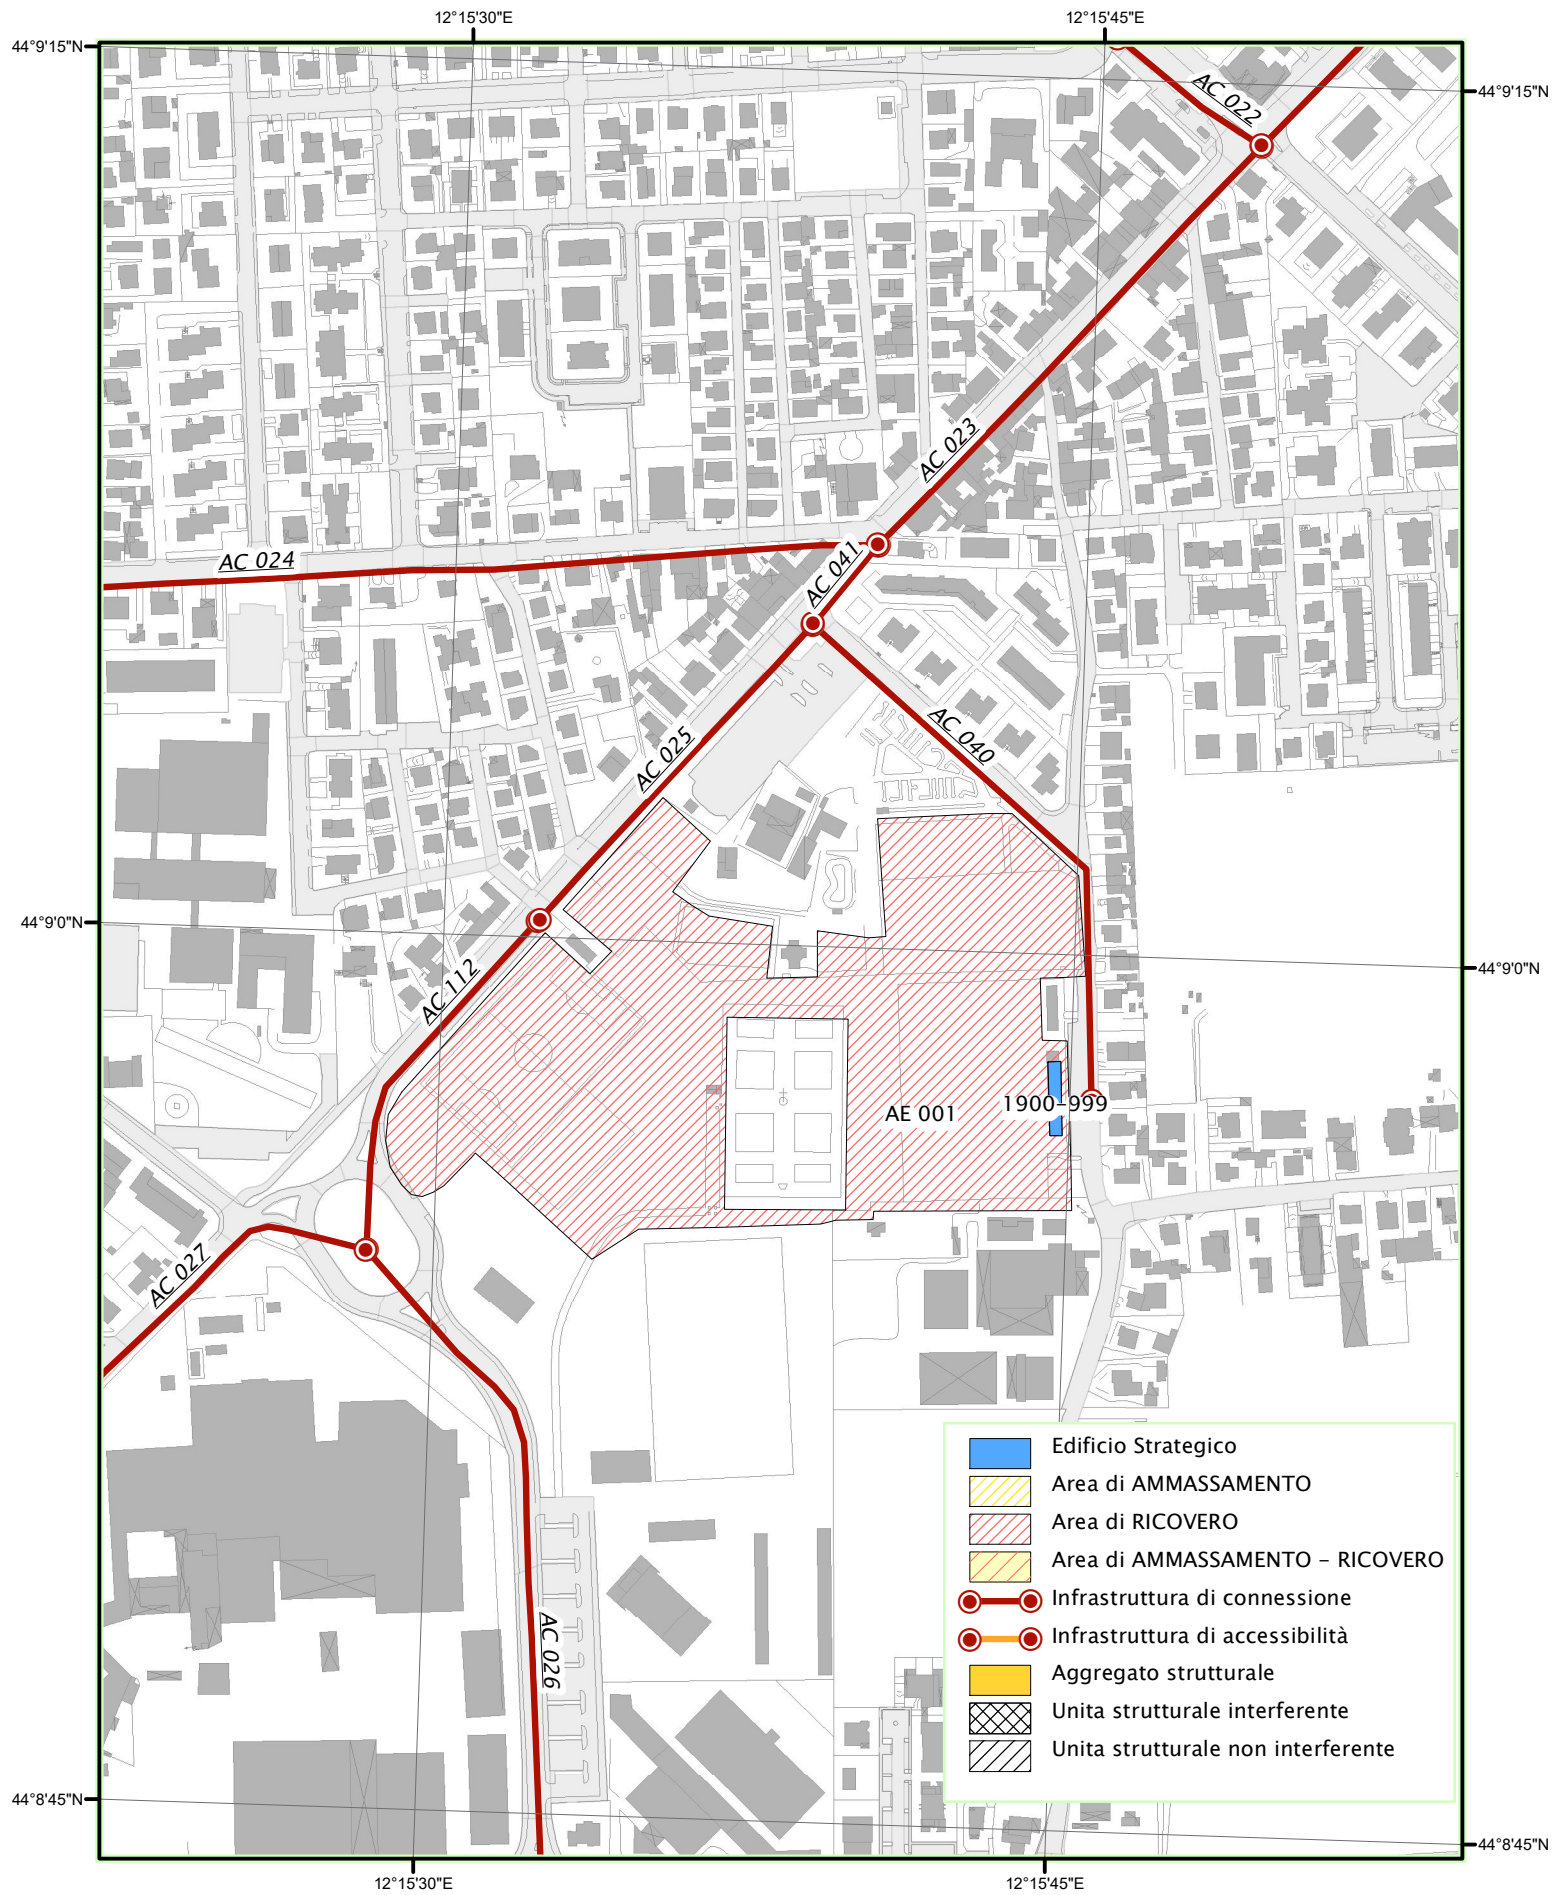 12°15'30"E
12°15'45"E
44°9'15"N
44°9'15"N
AC 022
AC 023
AC 024
AC 041
AC 025
AC 040
44°9'0"N
44°9'0"N
AC 112
AE 001
1900-999
AC 027
AC 026
Edificio Strategico
Area di AMMASSAMENTO
Area di RICOVERO
Area di AMMASSAMENTO - RICOVERO
Infrastruttura di connessione
Infrastruttura di accessibilità
Aggregato strutturale
Unita strutturale interferente
Unita strutturale non interferente
44°8'45"N
44°8'45"N
12°15'30"E
12°15'45"E